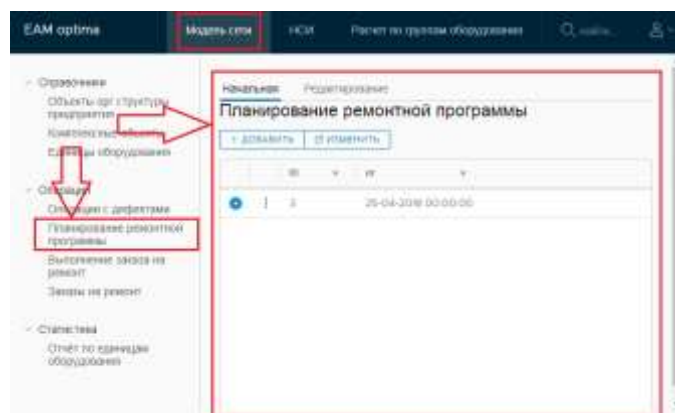 EAM optima
Модель сети
НСИ
Расчет по группам оборудования
Справочники
Объекты орг структуры
предприятия
Комплексные
Единицы оборудования
Операции
Операции с дефектами
Планирование ремонтной
программы
Выполнение заказа на
ремонт
Заказы на ремонт
Статистика
Отчёт по единицам
оборудования
Начальная
Редактирование
Планирование ремонтной программы
+ ДОБАВИТЬ
ИЗМЕНИТЬ
ID
3
25-04-2018 00:00:00